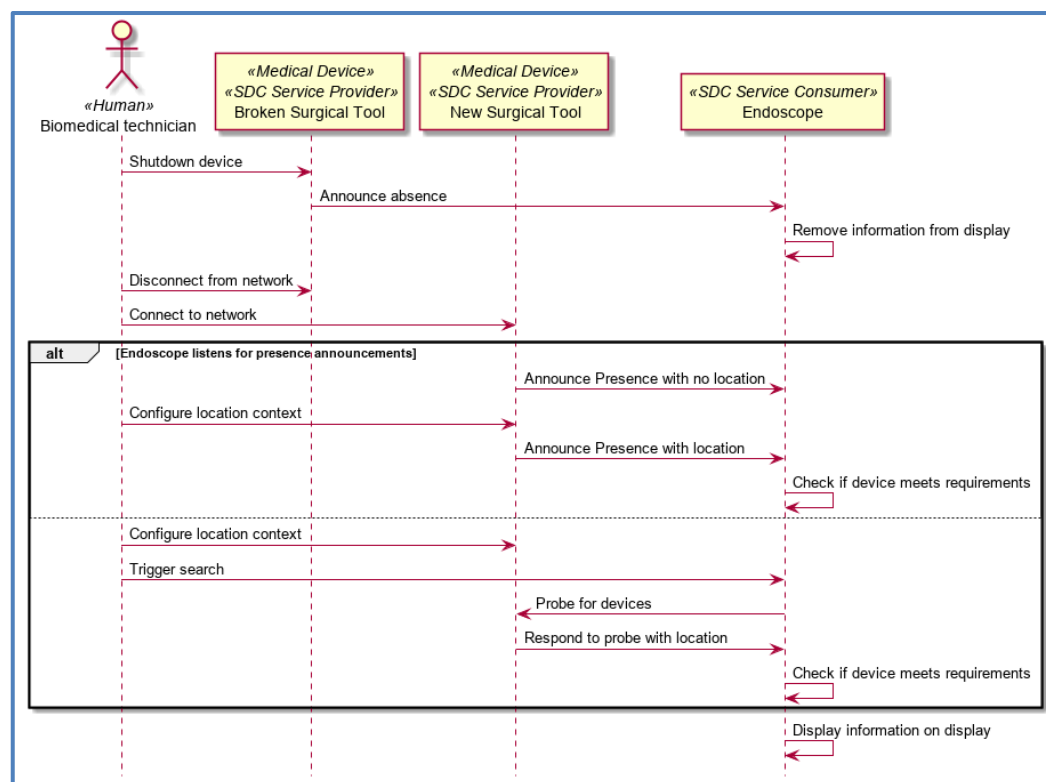 «Human»
Biomedical technician
«Medical Device»
«SDC Service Provider»
Broken Surgical Tool
«Medical Device»
«SDC Service Provider»
New Surgical Tool
«SDC Service Consumer»
Endoscope
Shutdown device
Announce absence
Remove information from display
Disconnect from network
Connect to network
alt
[Endoscope listens for presence announcements]
Announce Presence with no location
Configure location context
Announce Presence with location
Check if device meets requirements
Configure location context
Trigger search
Probe for devices
Respond to probe with location
Check if device meets requirements
Display information on display